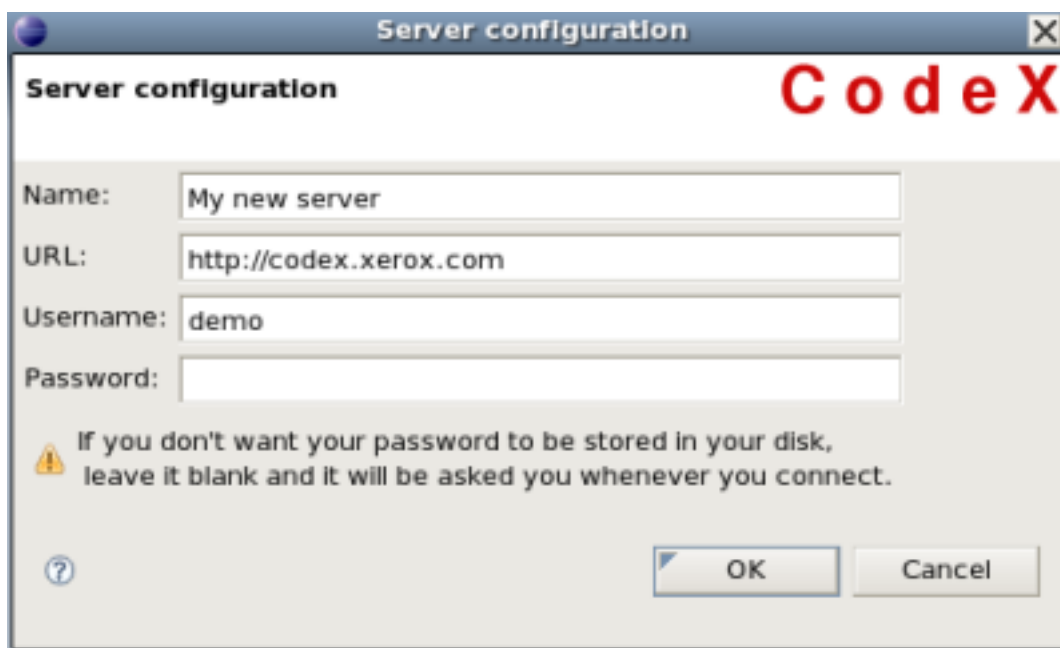 Server configuration
Server configuration
CodeX
Name: My new server
URL: http://codex.xerox.com
Username: demo
Password:
If you don't want your password to be stored in your disk,
leave it blank and it will be asked you whenever you connect.
? OK Cancel